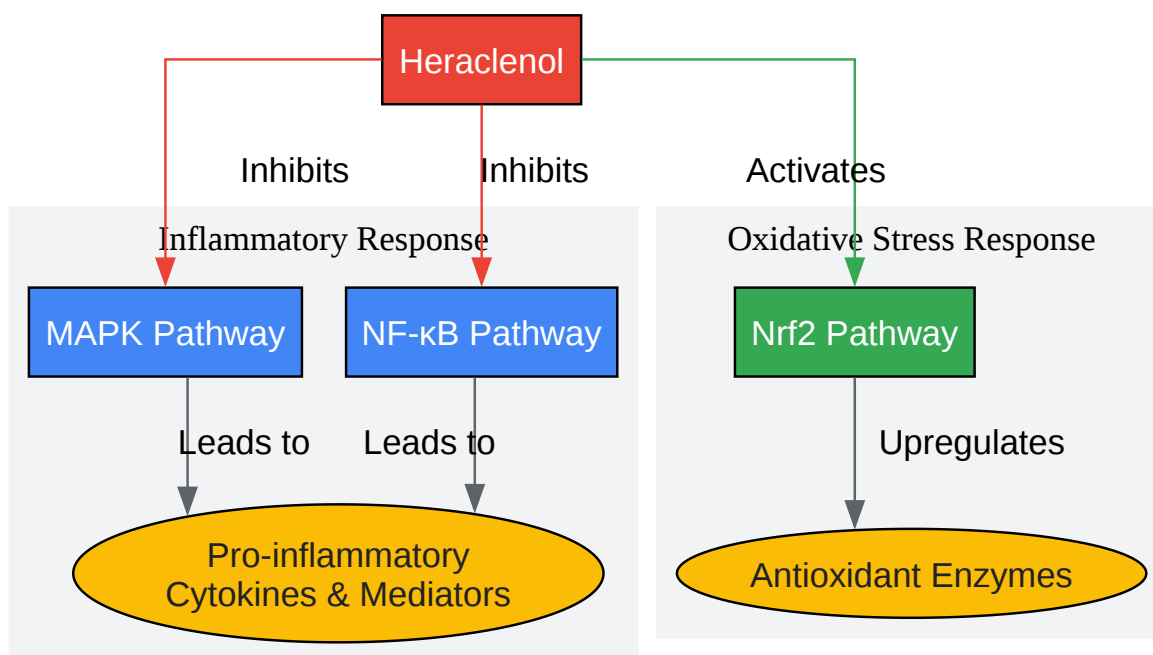 Heraclenol
Inhibits
Inhibits
Activates
Inflammatory Response
Oxidative Stress Response
MAPK Pathway
NF-κB Pathway
Nrf2 Pathway
Leads to
Leads to
Upregulates
Pro-inflammatory
Cytokines & Mediators
Antioxidant Enzymes